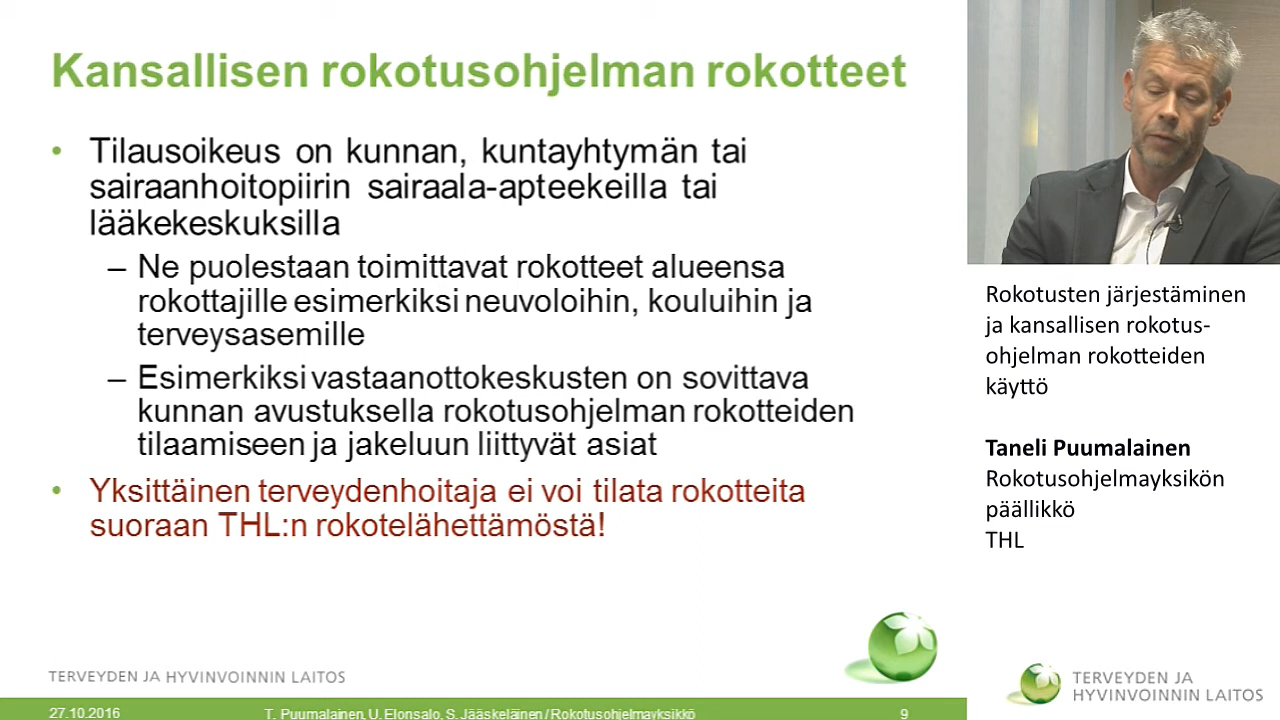 Kansallisen rokotusohjelman rokotteet
• Tilausoikeus on kunnan, kuntayhtymän tai
sairaanhoitopiirin sairaala-apteekeilla tai
lääkekeskuksilla
– Ne puolestaan toimittavat rokotteet alueensa
rokottajille esimerkiksi neuvoloihin, kouluihin ja
terveysasemille
– Esimerkiksi vastaanottokeskusten on sovittava
kunnan avustuksella rokotusohjelman rokotteiden
tilaamiseen ja jakeluun liittyvät asiat
• Yksittäinen terveydenhoitaja ei voi tilata rokotteita
suoraan THL:n rokotelähettämöstä!
TERVEYDEN JA HYVINVOINNIN LAITOS
27.10.2016
T. Puumalainen, U. Elonsalo, S. Jääskeläinen / Rokotusohjelmayksikkö
9
Rokotusten järjestäminen
ja kansallisen rokotus-
ohjelman rokotteiden
käyttö
Taneli Puumalainen
Rokotusohjelmayksikön
päällikkö
THL
TERVEYDEN JA
HYVINVOINNIN LAITOS